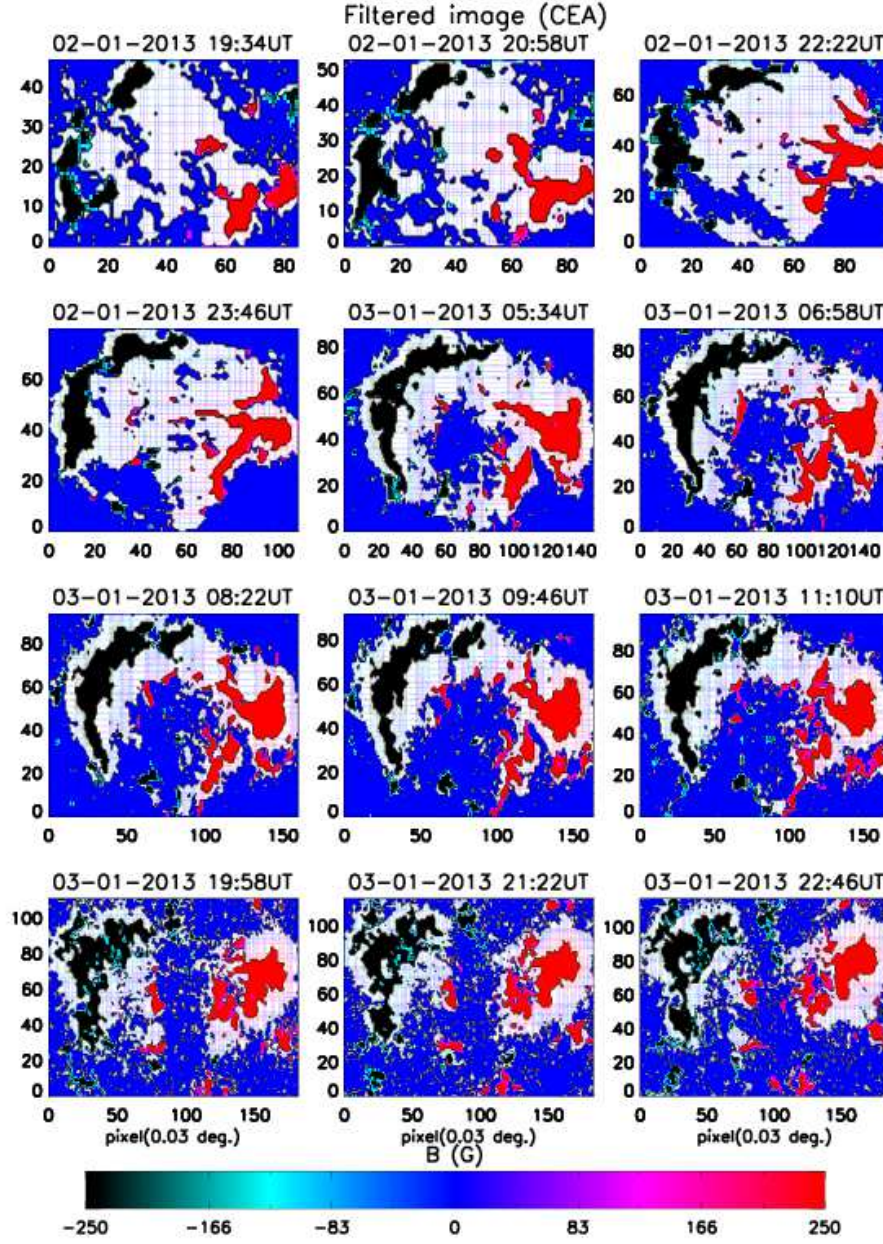 Filtered image (CEA)
02-01-2013 19:34UT 02-01-2013 20:58UT 02-01-2013 22:22UT
40 50 60
30 40 40
20 30 20
10 20 0
0 10
0
0 20 40 60 80 0 20 40 60 80 0 20 40 60 80
02-01-2013 23:46UT 03-01-2013 05:34UT 03-01-2013 06:58UT
60 80 80
40 60 60
20 40 40
0 20 20
0 0
0 20 40 60 80 100 0 20 40 60 80 100120140 0 20 40 60 80 100120140
03-01-2013 08:22UT 03-01-2013 09:46UT 03-01-2013 11:10UT
80 80 80
60 60 60
40 40 40
20 20 20
0 0 0
0 50 100 150 0 50 100 150 0 50 100 150
03-01-2013 19:58UT 03-01-2013 21:22UT 03-01-2013 22:46UT
100 100 100
80 80 80
60 60 60
40 40 40
20 20 20
0 0 0
0 50 100 150 0 50 100 150 0 50 100 150
pixel(0.03 deg.) pixel(0.03 deg.) pixel(0.03 deg.)
B (G)
−250 −166 −83 0 83 166 250